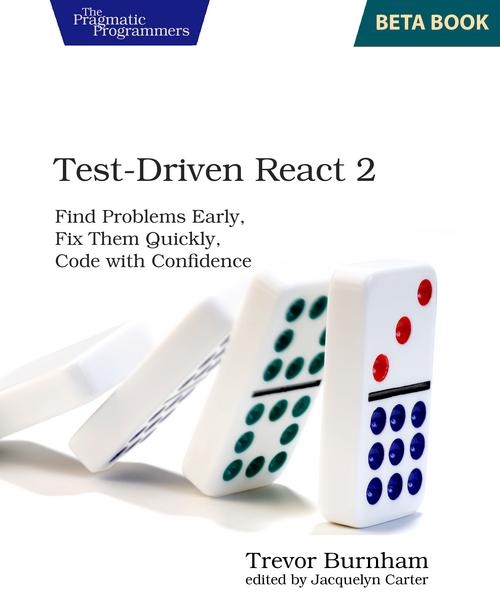 The
Pragmatic
Programmers
BETA BOOK
Test-Driven React 2
Find Problems Early,
Fix Them Quickly,
Code with Confidence
Trevor Burnham
edited by Jacquelyn Carter